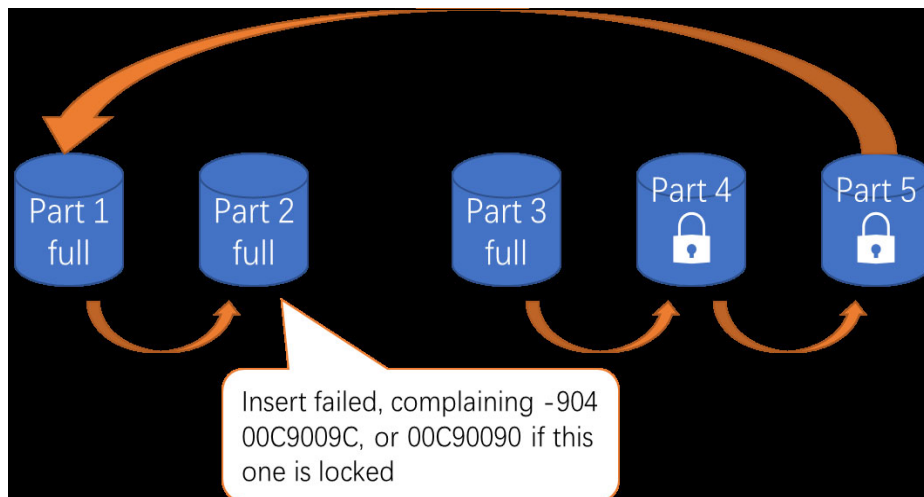 Part 1
full
Part 2
full
Part 3
full
Part 4
Part 5
Insert failed, complaining -904
00C9009C, or 00C90090 if this
one is locked